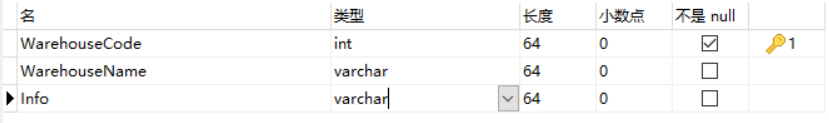 名 类型 长度 小数点 不是 null
WarehouseCode int 64 0 1
WarehouseName varchar 64 0
Info varchar 64 0